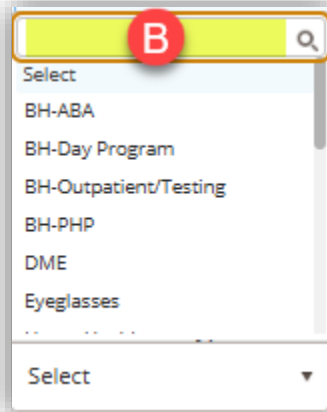 B
Select
BH-ABA
BH-Day Program
BH-Outpatient/Testing
BH-PHP
DME
Eyeglasses
Select